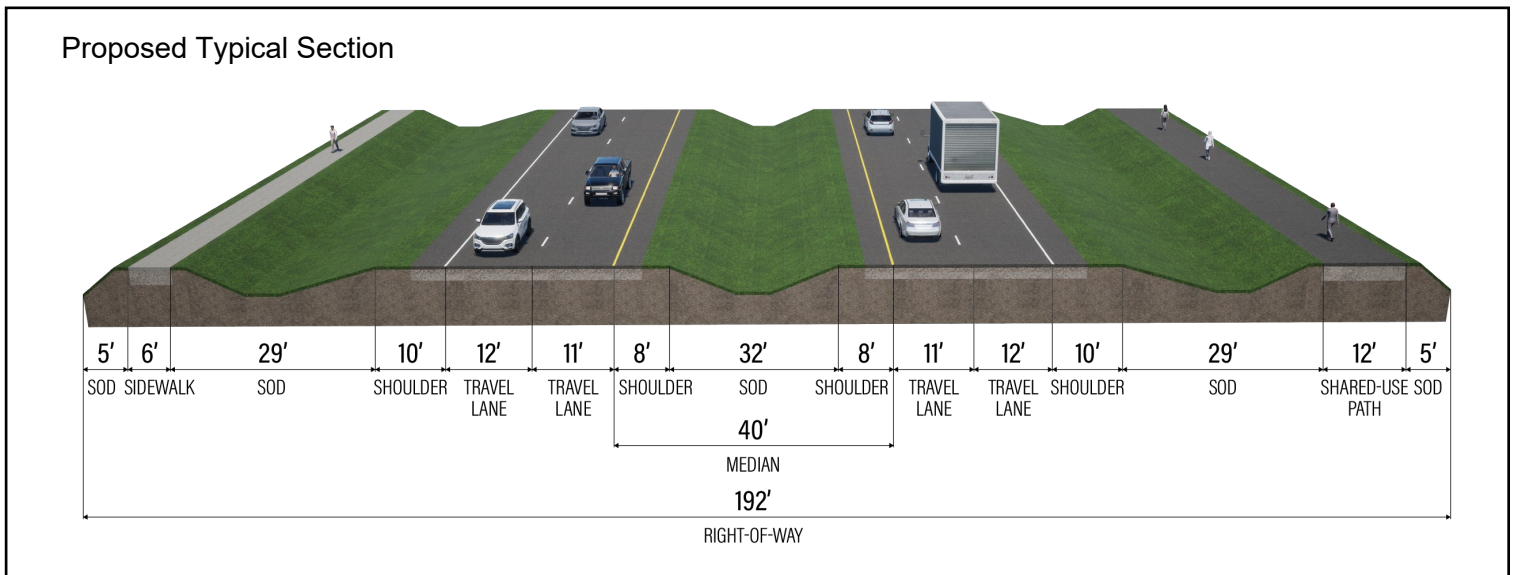 Proposed Typical Section
5' 6' 29' 10' 12' 11' 8' 32' 8' 11' 12' 10' 29' 12' 5'
SOD SIDEWALK SOD SHOULDER TRAVEL LANE TRAVEL LANE SHOULDER SOD SHOULDER TRAVEL LANE TRAVEL LANE SHOULDER SOD SHARED-USE PATH SOD
40'
MEDIAN
192'
RIGHT-OF-WAY